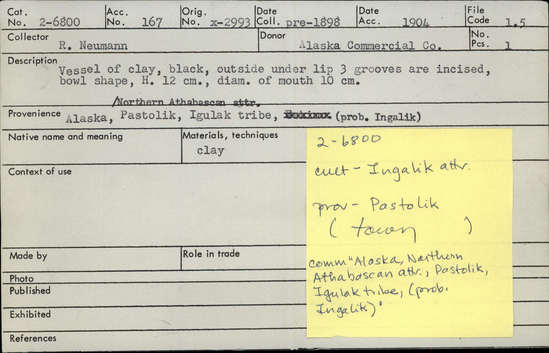 Cat. No. 2-6800 Acc. No. 167 Orig. No. x-2993 Date Coll. pre-1898 Date Acc. 1904 File Code 1.5
Collector R. Neumann Donor Alaska Commercial Co. No. Pcs. 1
Description
Vessel of clay, black, outside under lip 3 grooves are incised,
bowl shape, H. 12 cm., diam. of mouth 10 cm.
/Northern Athabascan attr.
Provenience Alaska, Pastolik, Igulak tribe, (prob. Ingalik)
Native name and meaning Materials, techniques
clay
Context of use
Made by Role in trade
Photo
Published
Exhibited
References
2-6800
cult - Ingalik attr.
prov - Pastolik
( town )
comm "Alaska, Northern
Athabascan attr., Pastolik,
Igulak tribe, (prob.
Ingalik)"